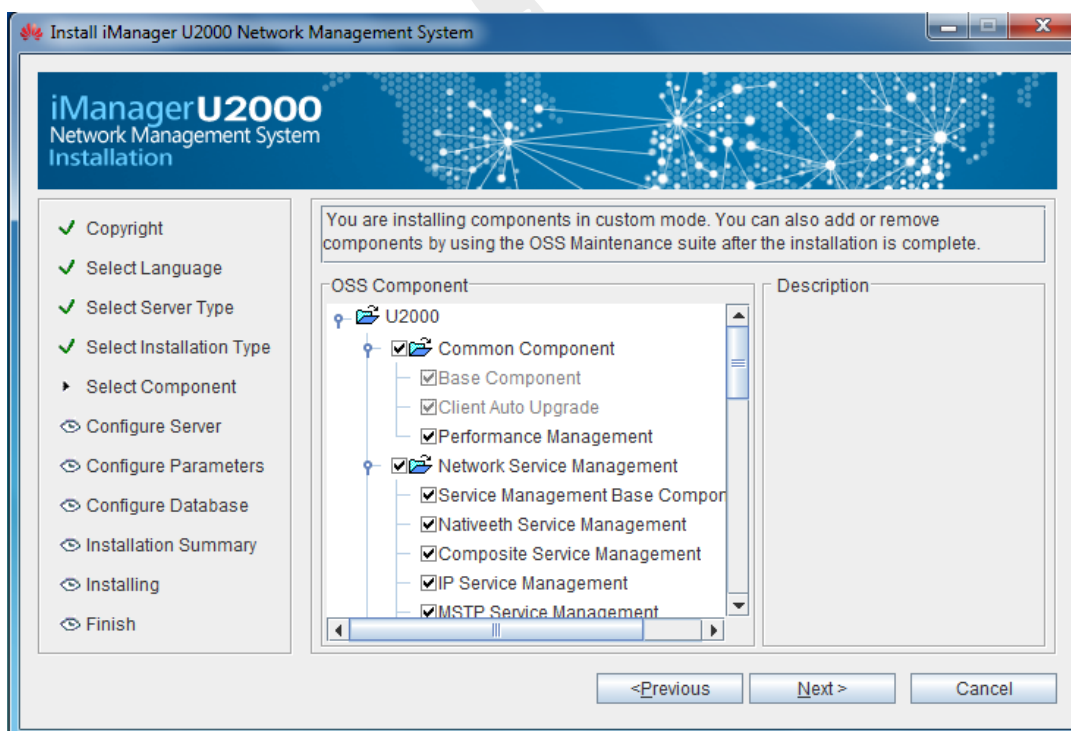 Install iManager U2000 Network Management System
iManager U2000
Network Management System
Installation
Copyright
Select Language
Select Server Type
Select Installation Type
Select Component
Configure Server
Configure Parameters
Configure Database
Installation Summary
Installing
Finish
You are installing components in custom mode. You can also add or remove
components by using the OSS Maintenance suite after the installation is complete.
OSS Component
U2000
Common Component
Base Component
Client Auto Upgrade
Performance Management
Network Service Management
Service Management Base Compor
Nativeeth Service Management
Composite Service Management
IP Service Management
MSTP Service Management
Description
<Previous
Next >
Cancel